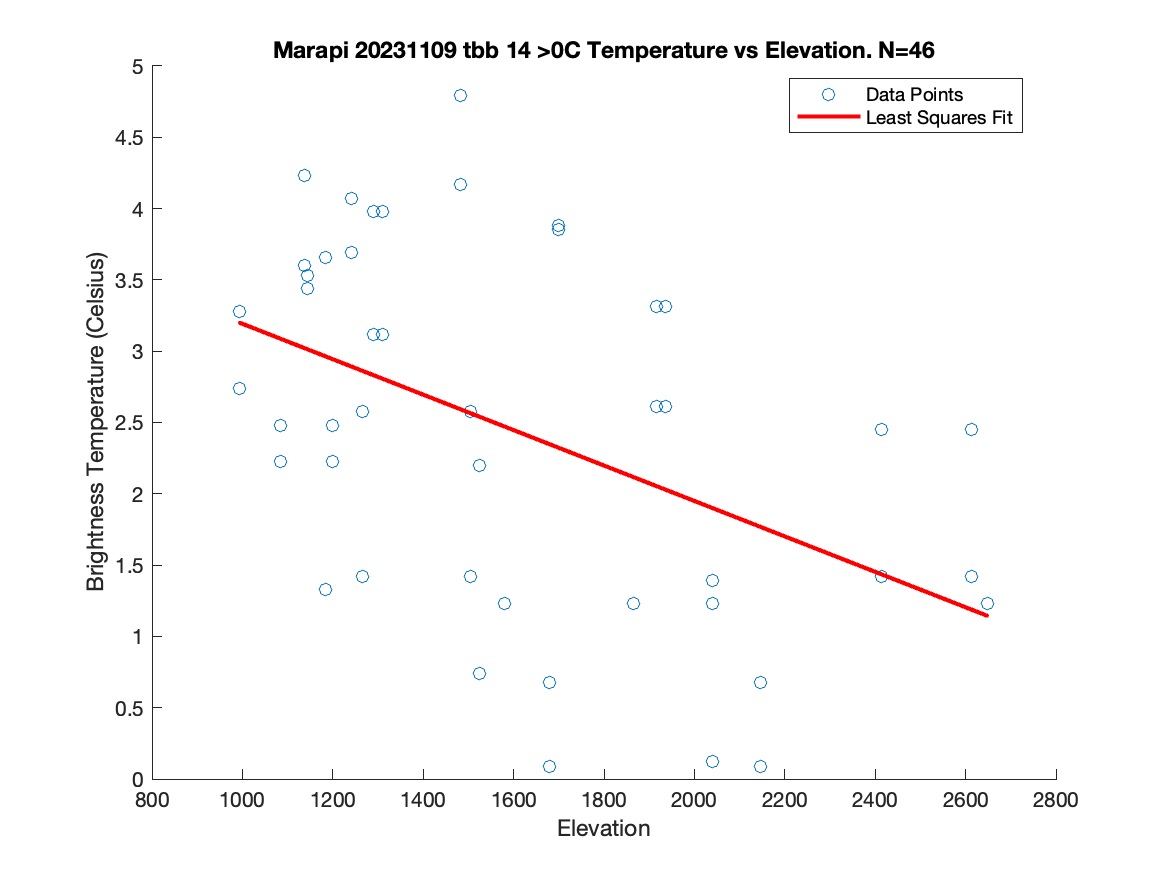 Marapi 20231109 tbb 14 >0C Temperature vs Elevation. N=46
Data Points
Least Squares Fit
Brightness Temperature (Celsius)
5
4.5
4
3.5
3
2.5
2
1.5
1
0.5
0
800 1000 1200 1400 1600 1800 2000 2200 2400 2600 2800
Elevation